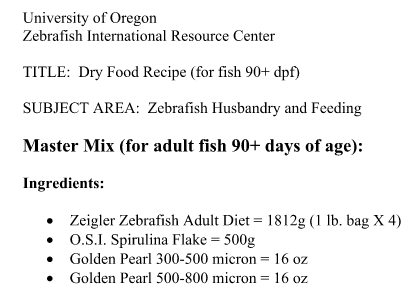 University of Oregon
Zebrafish International Resource Center
TITLE:  Dry Food Recipe (for fish 90+ dpf)
SUBJECT AREA:  Zebrafish Husbandry and Feeding
Master Mix (for adult fish 90+ days of age):
Ingredients:
• Zeigler Zebrafish Adult Diet = 1812g (1 lb. bag X 4)
• O.S.I. Spirulina Flake = 500g
• Golden Pearl 300-500 micron = 16 oz
• Golden Pearl 500-800 micron = 16 oz